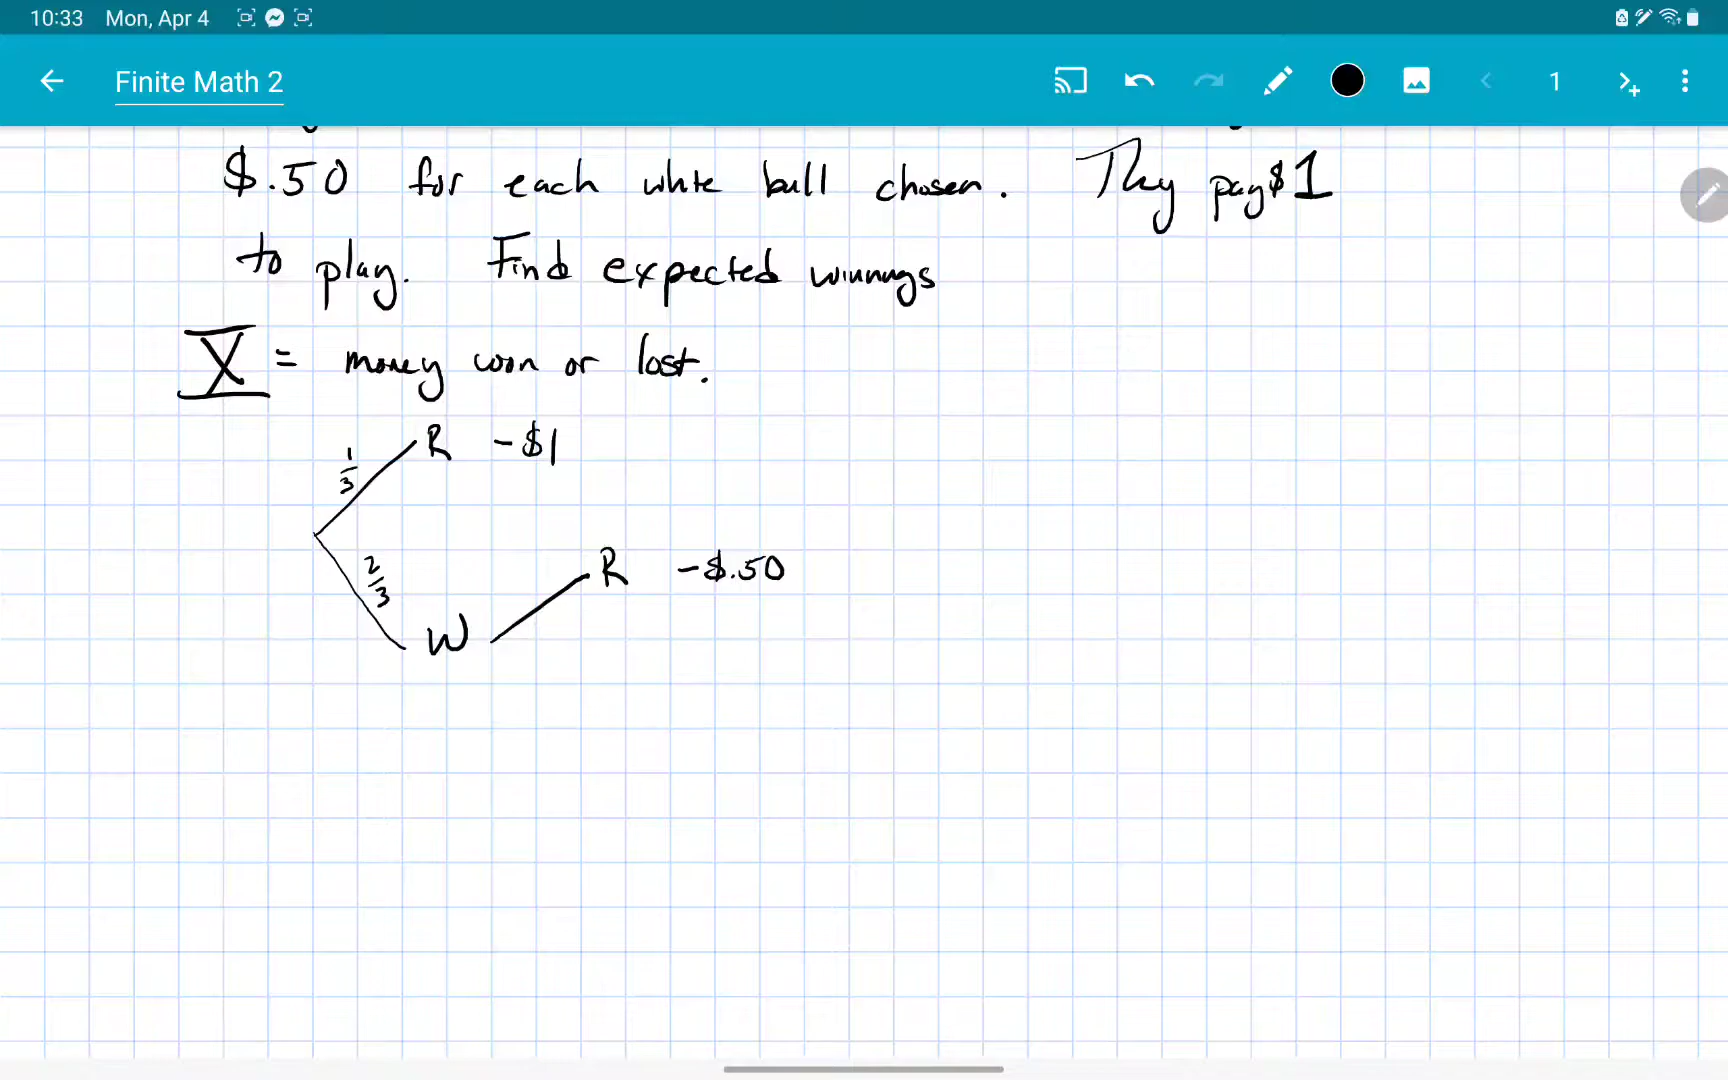 10:33 Mon, Apr 4
Finite Math 2
1
$.50 for each white ball chosen. They pay $1
to play. Find expected winnings
X = money won or lost.
1/3 R -$1
2/3 R -$.50
W